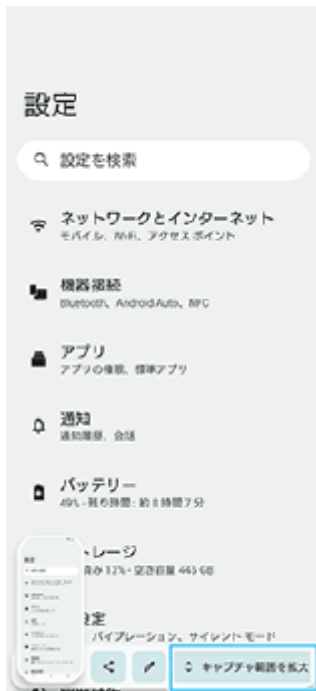 設定
設定を検索
ネットワークとインターネット
モバイル、Wi-Fi、アクセス ポイント
機器接続
Bluetooth、Android Auto、NFC
アプリ
アプリの権限、標準アプリ
通知
通知履歴、会話
バッテリー
49% - 残り時間: 約 8 時間 7 分
トレージ
12% - 空き容量 445 GB
設定
バイブレーション、サイレント モード
キャプチャ範囲を拡大